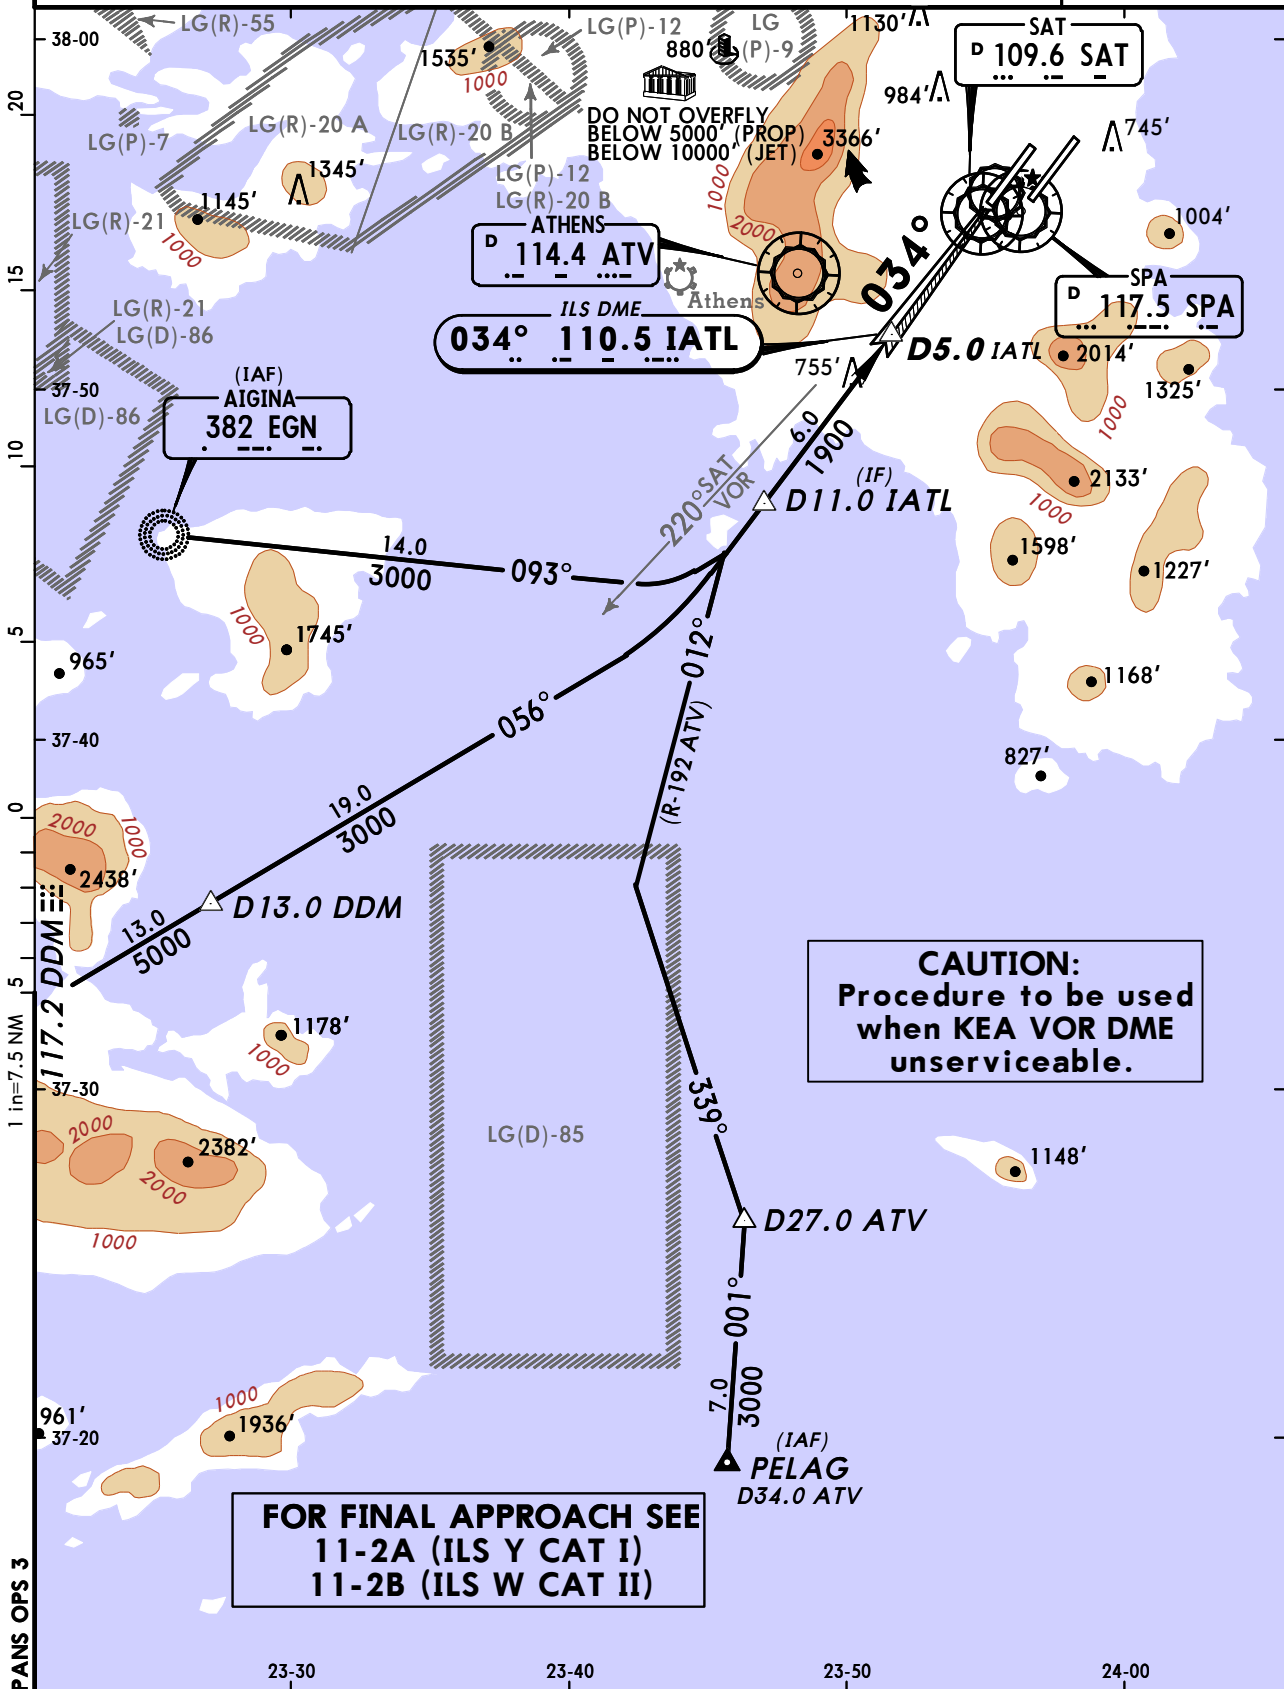 38-00
LG(R)-55
LG(P)-12
LG
(P)-9
1130'
SAT
D 109.6 SAT
1535'
1000
880'
984'
745'
20
LG(P)-7
LG(R)-20 A
LG(R)-20 B
DO NOT OVERFLY
BELOW 5000' (PROP)
BELOW 10000' (JET)
3366'
1345'
LG(P)-12
LG(R)-20 B
1000
1145'
LG(R)-21
1000
2000
1004'
ATHENS
D 114.4 ATV
034°
Athens
SPA
D 117.5 SPA
15
LG(R)-21
LG(D)-86
ILS DME
034° 110.5 IATL
D5.0 IATL
2014'
755'
1325'
37-50
(IAF)
AIGINA
382 EGN
LG(D)-86
6.0
1900
1000
10
220° SAT
VOR
(IF)
D11.0 IATL
2133'
1000
14.0
3000
093°
1598'
1227'
1000
1745'
5
965'
012°
1168'
056°
(R-192 ATV)
37-40
827'
19.0
3000
0
2000
1000
2438'
D13.0 DDM
13.0
5000
117.2 DDM
5
CAUTION:
Procedure to be used
when KEA VOR DME
unserviceable.
1178'
1000
1 in=7.5 NM
37-30
339°
2000
2382'
2000
LG(D)-85
1148'
1000
D27.0 ATV
001°
7.0
3000
1000
961'
1936'
37-20
(IAF)
PELAG
D34.0 ATV
FOR FINAL APPROACH SEE
11-2A (ILS Y CAT I)
11-2B (ILS W CAT II)
PANS OPS 3
23-30
23-40
23-50
24-00